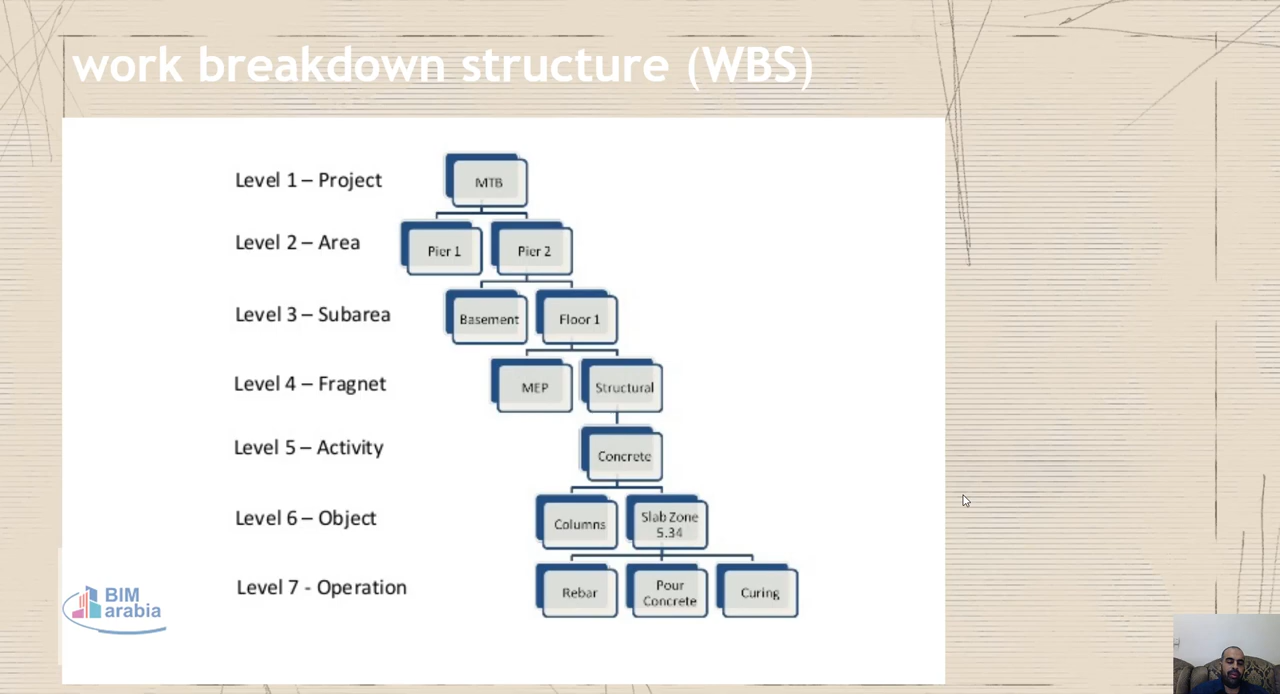 work breakdown structure (WBS)
Level 1 – Project
MTB
Level 2 – Area
Pier 1
Pier 2
Level 3 – Subarea
Basement
Floor 1
Level 4 – Fragnet
MEP
Structural
Level 5 – Activity
Concrete
Level 6 – Object
Columns
Slab Zone
5.34
Level 7 - Operation
Rebar
Pour
Concrete
Curing
BIM
arabia